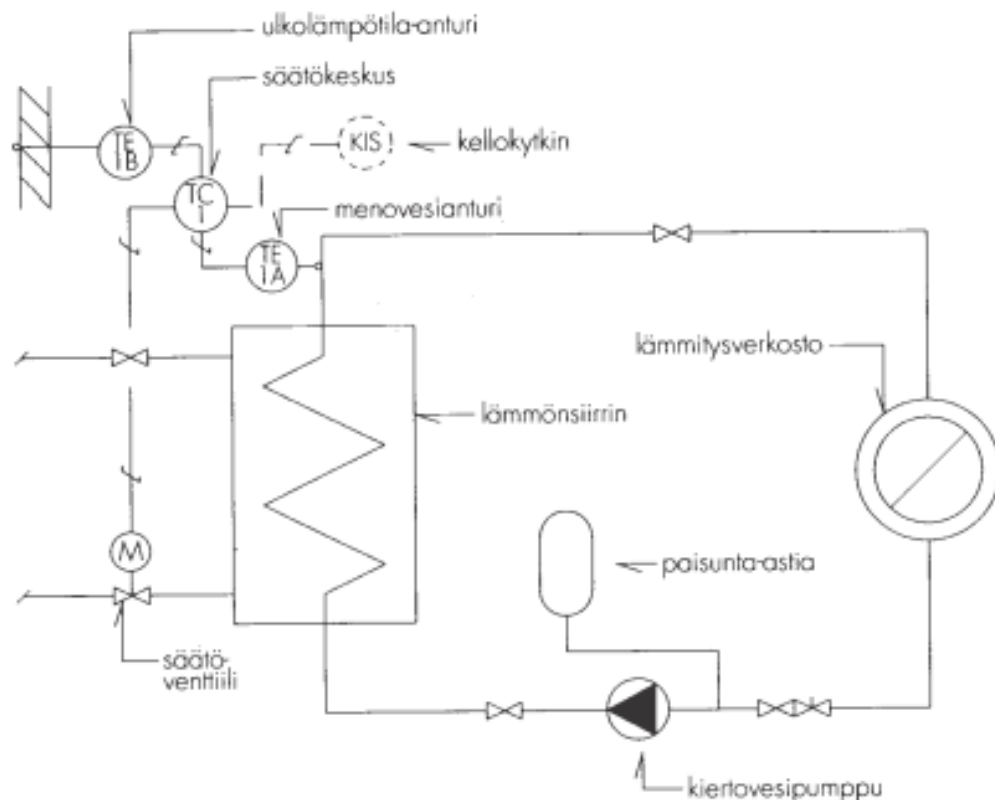 ulkolämpötila-anturi
säätökeskus
TE
1B
KIS
kellokytkin
TC
1
menovesianturi
TE
1A
lämmitysverkosto
lämmönsiirrin
M
paisunta-astia
säätö-
venttiili
kiertovesipumppu